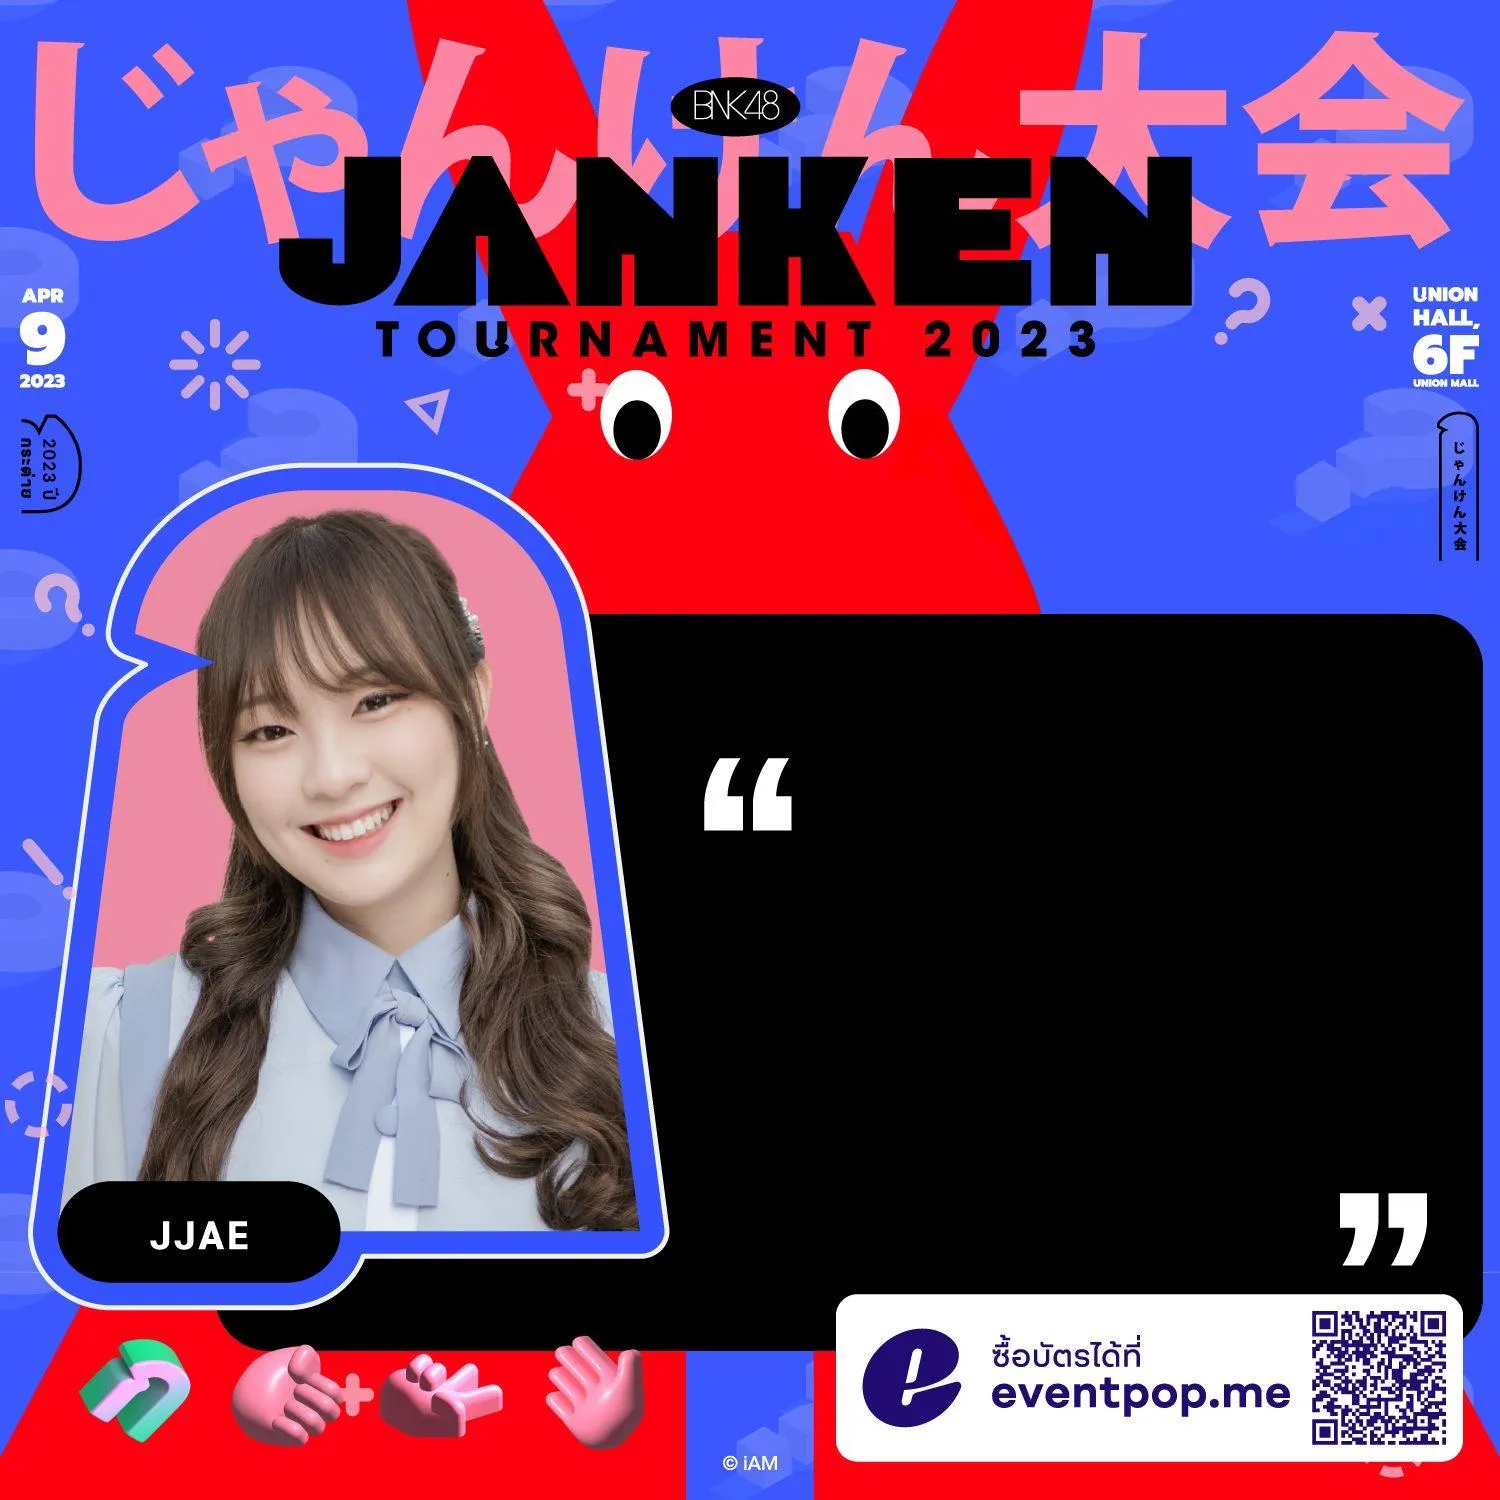 じゃんけん大会
BNK48
JANKEN
TOURNAMENT 2023
APR
9
2023
2023 ปี
กระต่าย
UNION
HALL,
6F
UNION MALL
じゃんけん大会
“
”
JJAE
ซื้อบัตรได้ที่
eventpop.me
© iAM